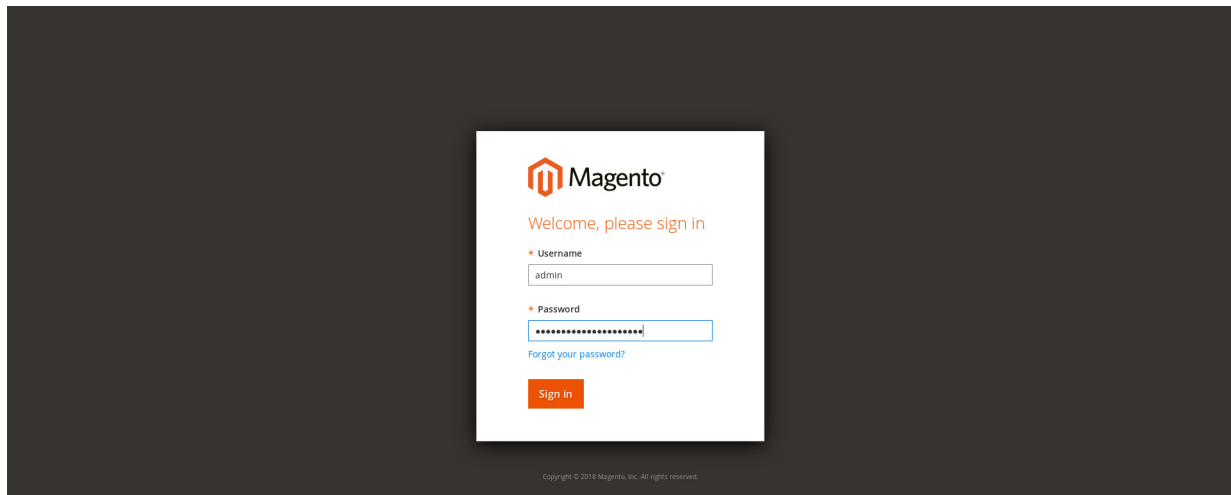 Magento®
Welcome, please sign in
* Username
admin
* Password
•••••••••••••••••••••
Forgot your password?
Sign in
Copyright © 2018 Magento, Inc. All rights reserved.